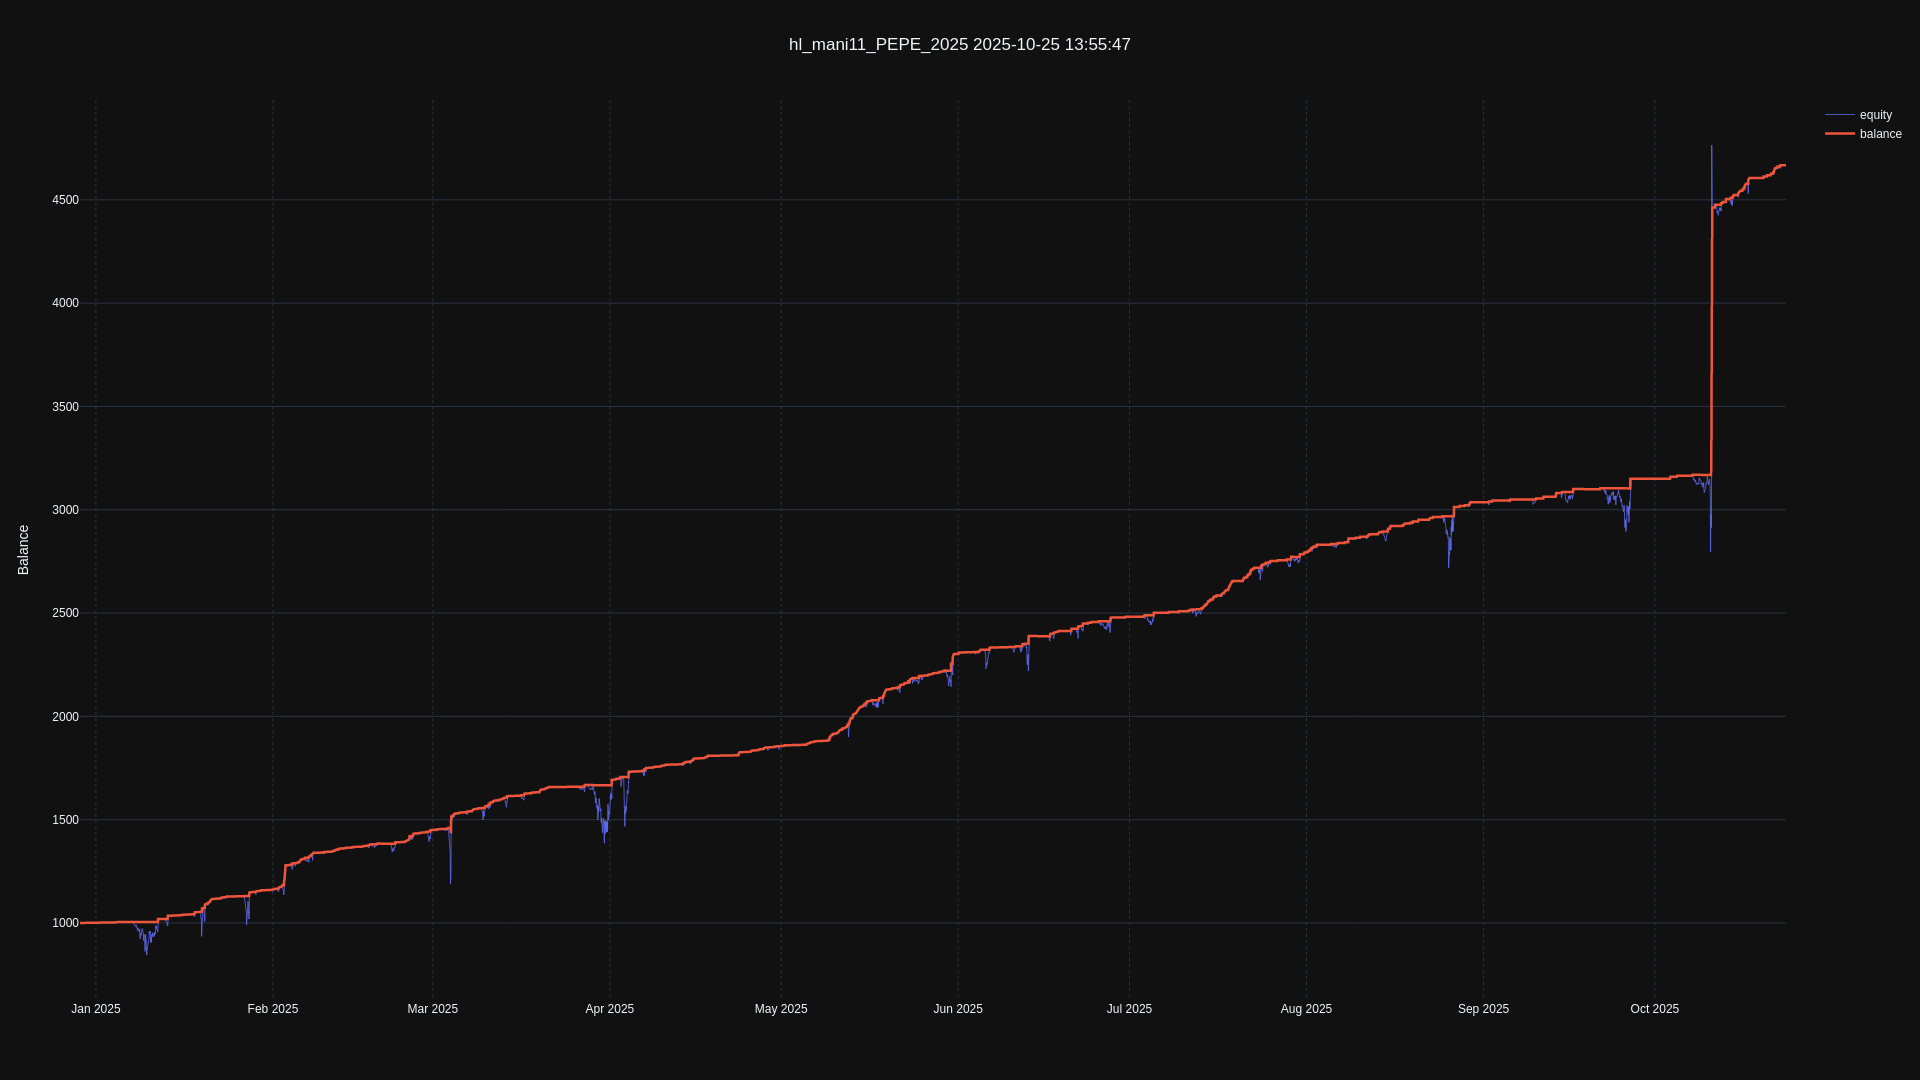 hl_mani11_PEPE_2025 2025-10-25 13:55:47
equity
balance
4500
4000
3500
3000
2500
2000
1500
1000
Balance
Jan 2025
Feb 2025
Mar 2025
Apr 2025
May 2025
Jun 2025
Jul 2025
Aug 2025
Sep 2025
Oct 2025